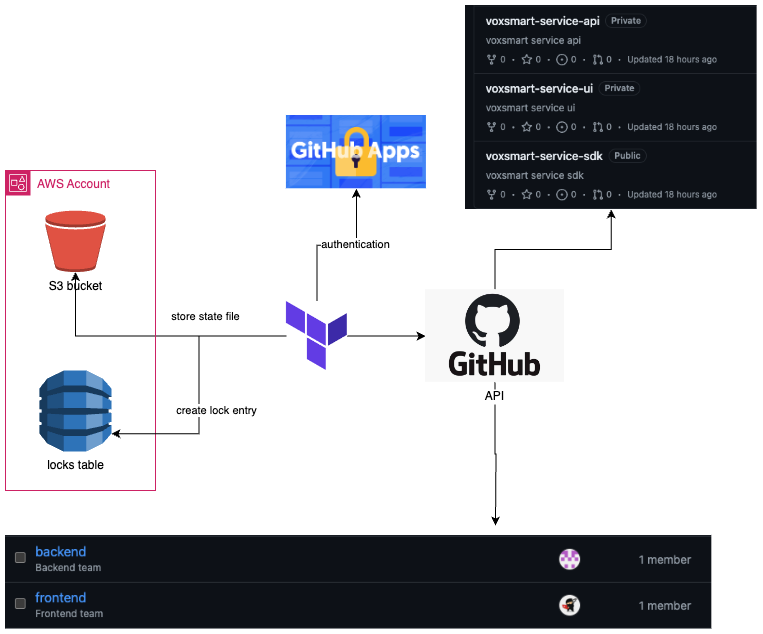 voxsmart-service-api Private
voxsmart service api
0 · 0 · 0 · 0 · Updated 18 hours ago
voxsmart-service-ui Private
voxsmart service ui
0 · 0 · 0 · 0 · Updated 18 hours ago
voxsmart-service-sdk Public
voxsmart service sdk
0 · 0 · 0 · 0 · Updated 18 hours ago
GitHub Apps
AWS Account
authentication
S3 bucket
store state file
GitHub
API
create lock entry
locks table
backend
Backend team
1 member
frontend
Frontend team
1 member